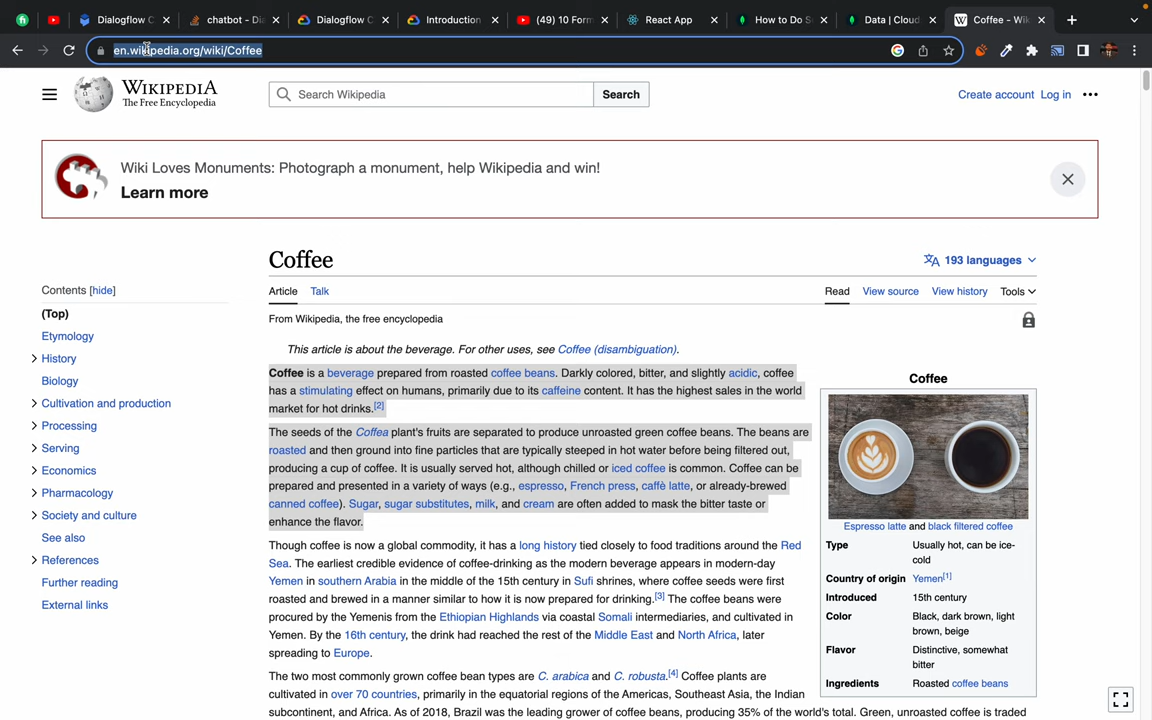 Dialogflow C
chatbot - Dia
Dialogflow C
Introduction
(49) 10 Form
React App
How to Do S
Data | Cloud
Coffee - Wik
en.wikipedia.org/wiki/Coffee
WIKIPEDIA
The Free Encyclopedia
Search Wikipedia
Search
Create account Log in
Wiki Loves Monuments: Photograph a monument, help Wikipedia and win!
Learn more
Coffee
193 languages
Contents [hide]
(Top)
Etymology
History
Biology
Cultivation and production
Processing
Serving
Economics
Pharmacology
Society and culture
See also
References
Further reading
External links
Article Talk
Read View source View history Tools
From Wikipedia, the free encyclopedia
This article is about the beverage. For other uses, see Coffee (disambiguation).
Coffee is a beverage prepared from roasted coffee beans. Darkly colored, bitter, and slightly acidic, coffee
has a stimulating effect on humans, primarily due to its caffeine content. It has the highest sales in the world
market for hot drinks.[2]
The seeds of the Coffea plant's fruits are separated to produce unroasted green coffee beans. The beans are
roasted and then ground into fine particles that are typically steeped in hot water before being filtered out,
producing a cup of coffee. It is usually served hot, although chilled or iced coffee is common. Coffee can be
prepared and presented in a variety of ways (e.g., espresso, French press, caffè latte, or already-brewed
canned coffee). Sugar, sugar substitutes, milk, and cream are often added to mask the bitter taste or
enhance the flavor.
Though coffee is now a global commodity, it has a long history tied closely to food traditions around the Red
Sea. The earliest credible evidence of coffee-drinking as the modern beverage appears in modern-day
Yemen in southern Arabia in the middle of the 15th century in Sufi shrines, where coffee seeds were first
roasted and brewed in a manner similar to how it is now prepared for drinking.[3] The coffee beans were
procured by the Yemenis from the Ethiopian Highlands via coastal Somali intermediaries, and cultivated in
Yemen. By the 16th century, the drink had reached the rest of the Middle East and North Africa, later
spreading to Europe.
The two most commonly grown coffee bean types are C. arabica and C. robusta.[4] Coffee plants are
cultivated in over 70 countries, primarily in the equatorial regions of the Americas, Southeast Asia, the Indian
subcontinent, and Africa. As of 2018, Brazil was the leading grower of coffee beans, producing 35% of the world's total. Green, unroasted coffee is traded
Coffee
Espresso latte and black filtered coffee
Type Usually hot, can be ice-
cold
Country of origin Yemen[1]
Introduced 15th century
Color Black, dark brown, light
brown, beige
Flavor Distinctive, somewhat
bitter
Ingredients Roasted coffee beans